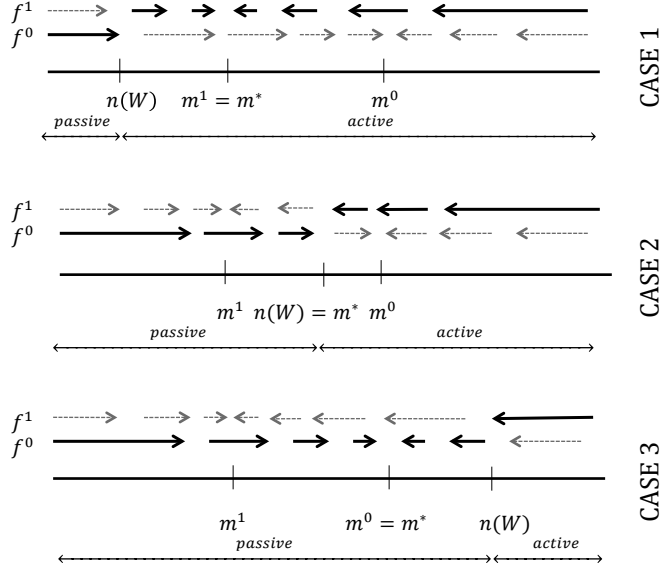 f¹
f⁰
n(W) m¹ = m* m⁰
passive active
CASE 1
f¹
f⁰
m¹ n(W) = m* m⁰
passive active
CASE 2
f¹
f⁰
m¹ m⁰ = m* n(W)
passive active
CASE 3